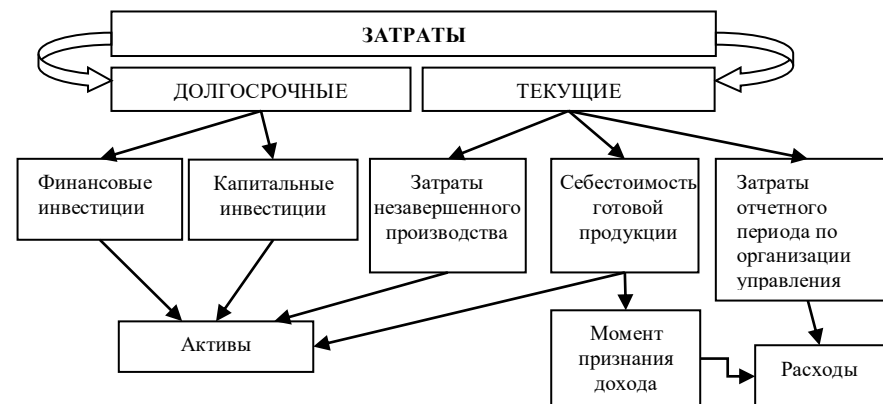 ЗАТРАТЫ
ДОЛГОСРОЧНЫЕ
ТЕКУЩИЕ
Финансовые
инвестиции
Капитальные
инвестиции
Затраты
незавершенного
производства
Себестоимость
готовой
продукции
Затраты
отчетного
периода по
организации
управления
Активы
Момент
признания
дохода
Расходы